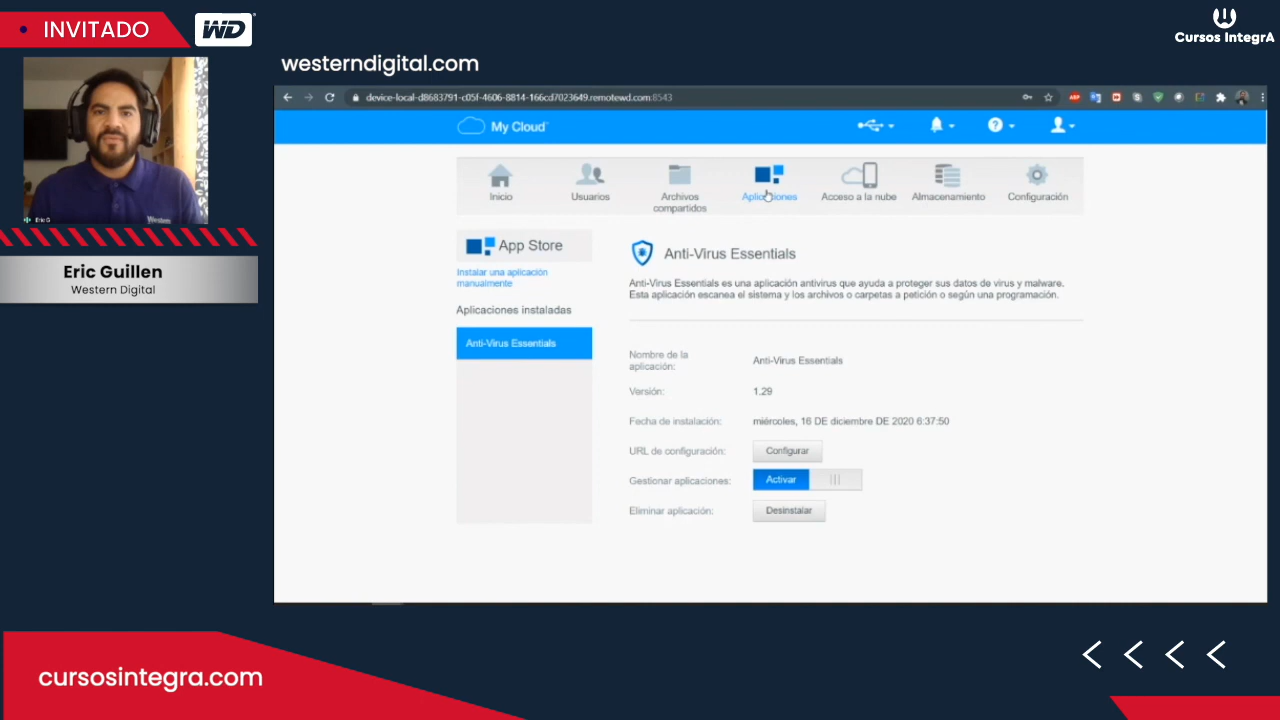 INVITADO
WD
Cursos IntegrA
westerndigital.com
Eric G
Western
Eric Guillen
Western Digital
device-local-d8683791-c05f-4606-8814-166cd7023649.remotewd.com:8543
My Cloud
Inicio
Usuarios
Archivos
compartidos
Aplicaciones
Acceso a la nube
Almacenamiento
Configuración
App Store
Instalar una aplicación
manualmente
Aplicaciones instaladas
Anti-Virus Essentials
Anti-Virus Essentials
Anti-Virus Essentials es una aplicación antivirus que ayuda a proteger sus datos de virus y malware.
Esta aplicación escanea el sistema y los archivos o carpetas a petición o según una programación.
Nombre de la
aplicación:
Anti-Virus Essentials
Versión:
1.29
Fecha de instalación:
miércoles, 16 DE diciembre DE 2020 6:37:50
URL de configuración:
Configurar
Gestionar aplicaciones:
Activar
Eliminar aplicación:
Desinstalar
cursosintegra.com